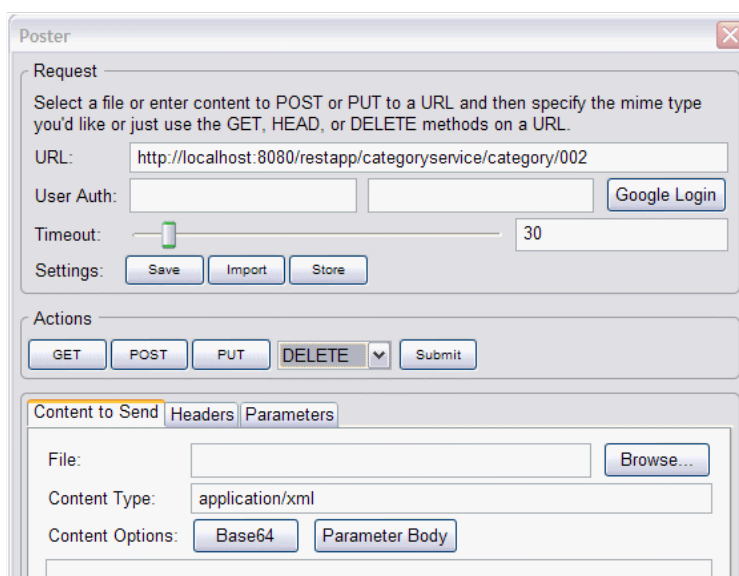 Poster
Request
Select a file or enter content to POST or PUT to a URL and then specify the mime type
you'd like or just use the GET, HEAD, or DELETE methods on a URL.
URL: http://localhost:8080/restapp/categoryservice/category/002
User Auth: Google Login
Timeout: 30
Settings: Save Import Store
Actions
GET POST PUT DELETE Submit
Content to Send Headers Parameters
File: Browse...
Content Type: application/xml
Content Options: Base64 Parameter Body